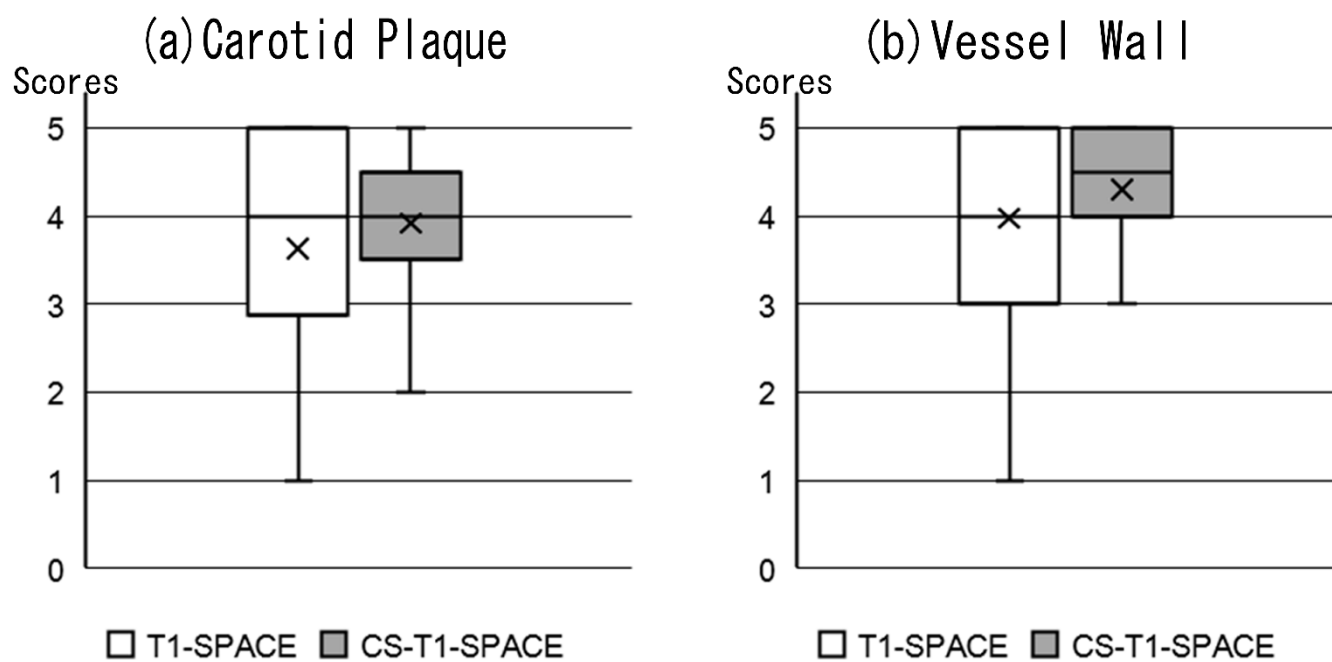 (a)Carotid Plaque
Scores
5
4
3
2
1
0
T1-SPACE CS-T1-SPACE
(b)Vessel Wall
Scores
5
4
3
2
1
0
T1-SPACE CS-T1-SPACE